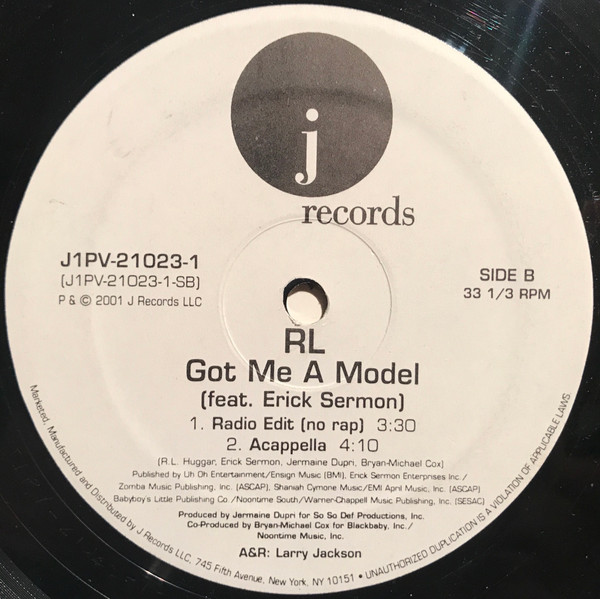 j
records
J1PV-21023-1
(J1PV-21023-1-SB)
P & © 2001 J Records LLC
SIDE B
33 1/3 RPM
RL
Got Me A Model
(feat. Erick Sermon)
1. Radio Edit (no rap) 3:30
2. Acappella 4:10
(R.L. Huggar, Erick Sermon, Jermaine Dupri, Bryan-Michael Cox)
Published by Uh Oh Entertainment/Ensign Music (BMI), Erick Sermon Enterprises Inc./
Zomba Music Publishing, Inc. (ASCAP), Shaniah Cymone Music/EMI April Music, Inc. (ASCAP)
Babyboy's Little Publishing Co./Noontime South/Warner-Chappell Music Publishing, Inc. (SESAC)
Produced by Jermaine Dupri for So So Def Productions, Inc.
Co-Produced by Bryan-Michael Cox for Blackbaby, Inc./
Noontime Music, Inc.
A&R: Larry Jackson
Marketed, Manufactured and Distributed by J Records LLC, 745 Fifth Avenue, New York, NY 10151 • UNAUTHORIZED DUPLICATION IS A VIOLATION OF APPLICABLE LAWS